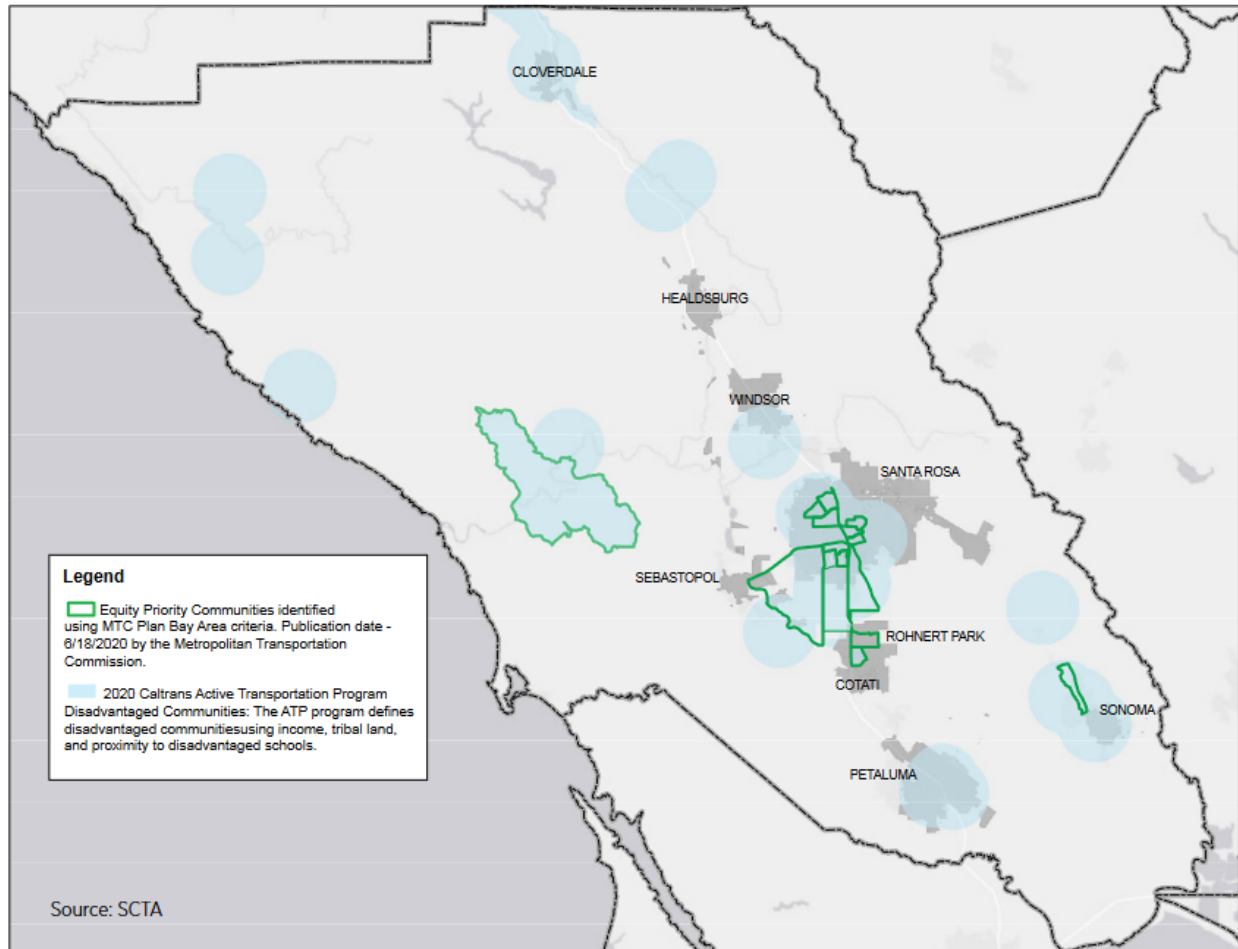 CLOVERDALE
HEALDSBURG
WINDSOR
SANTA ROSA
SEBASTOPOL
ROHNERT PARK
COTATI
SONOMA
PETALUMA
Legend
Equity Priority Communities identified
using MTC Plan Bay Area criteria. Publication date -
6/18/2020 by the Metropolitan Transportation
Commission.
2020 Caltrans Active Transportation Program
Disadvantaged Communities: The ATP program defines
disadvantaged communitiesusing income, tribal land,
and proximity to disadvantaged schools.
Source: SCTA